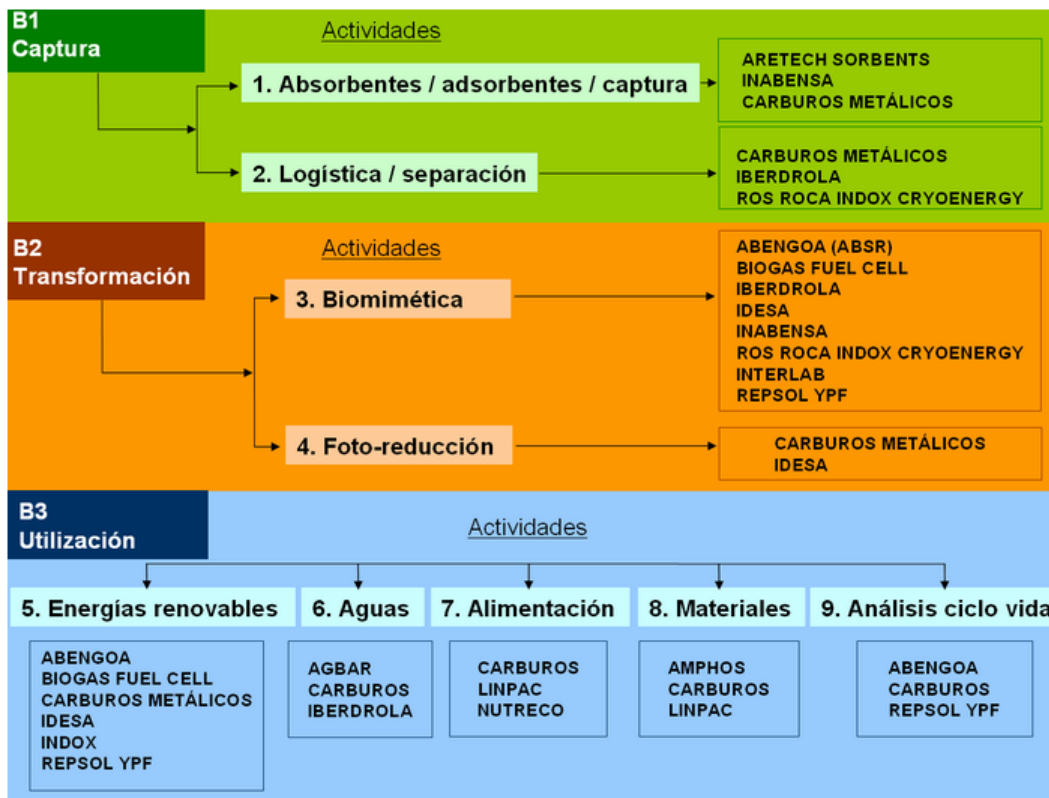 B1
Captura
Actividades
1. Absorbentes / adsorbentes / captura
ARETECH SORBENTS
INABENSA
CARBUROS METÁLICOS
2. Logística / separación
CARBUROS METÁLICOS
IBERDROLA
ROS ROCA INDOX CRYOENERGY
B2
Transformación
Actividades
3. Biomimética
ABENGOA (ABSR)
BIOGAS FUEL CELL
IBERDROLA
IDESA
INABENSA
ROS ROCA INDOX CRYOENERGY
INTERLAB
REPSOL YPF
4. Foto-reducción
CARBUROS METÁLICOS
IDESA
B3
Utilización
Actividades
5. Energías renovables
ABENGOA
BIOGAS FUEL CELL
CARBUROS METÁLICOS
IDESA
INDOX
REPSOL YPF
6. Aguas
AGBAR
CARBUROS
IBERDROLA
7. Alimentación
CARBUROS
LINPAC
NUTRECO
8. Materiales
AMPHOS
CARBUROS
LINPAC
9. Análisis ciclo vida
ABENGOA
CARBUROS
REPSOL YPF